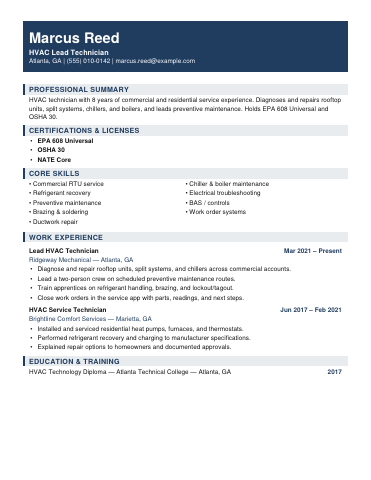 Marcus Reed
HVAC Lead Technician
Atlanta, GA | (555) 010-0142 | marcus.reed@example.com
PROFESSIONAL SUMMARY
HVAC technician with 8 years of commercial and residential service experience. Diagnoses and repairs rooftop
units, split systems, chillers, and boilers, and leads preventive maintenance. Holds EPA 608 Universal and
OSHA 30.
CERTIFICATIONS & LICENSES
• EPA 608 Universal
• OSHA 30
• NATE Core
CORE SKILLS
• Commercial RTU service
• Refrigerant recovery
• Preventive maintenance
• Brazing & soldering
• Ductwork repair
• Chiller & boiler maintenance
• Electrical troubleshooting
• BAS / controls
• Work order systems
WORK EXPERIENCE
Lead HVAC Technician Mar 2021 – Present
Ridgeway Mechanical — Atlanta, GA
• Diagnose and repair rooftop units, split systems, and chillers across commercial accounts.
• Lead a two-person crew on scheduled preventive maintenance routes.
• Train apprentices on refrigerant handling, brazing, and lockout/tagout.
• Close work orders in the service app with parts, readings, and next steps.
HVAC Service Technician Jun 2017 – Feb 2021
Brightline Comfort Services — Marietta, GA
• Installed and serviced residential heat pumps, furnaces, and thermostats.
• Performed refrigerant recovery and charging to manufacturer specifications.
• Explained repair options to homeowners and documented approvals.
EDUCATION & TRAINING
HVAC Technology Diploma — Atlanta Technical College — Atlanta, GA 2017